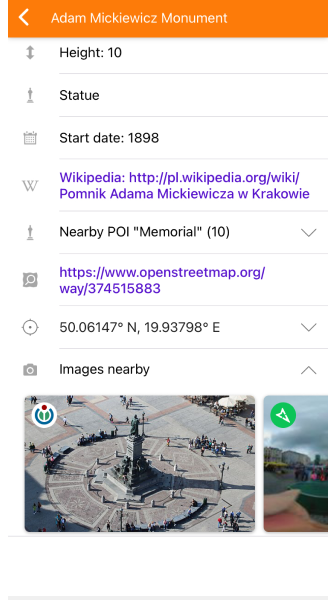 Adam Mickiewicz Monument
Height: 10
Statue
Start date: 1898
Wikipedia: http://pl.wikipedia.org/wiki/
Pomnik Adama Mickiewicza w Krakowie
Nearby POI "Memorial" (10)
https://www.openstreetmap.org/
way/374515883
50.06147° N, 19.93798° E
Images nearby